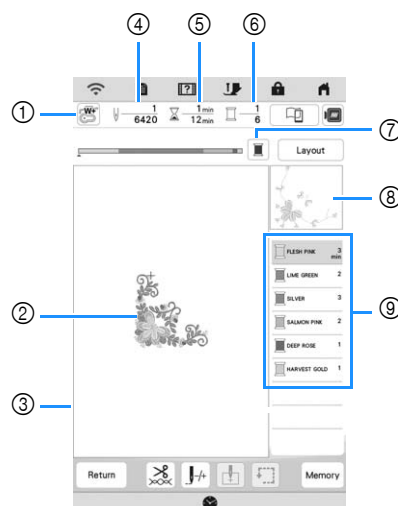 ④ ⑤ ⑥
①
W+
1
6420
1 min
12 min
1
6
⑦
Layout
⑧
FLESH PINK 3 min
LIME GREEN 2
SILVER 3
SALMON PINK 2
DEEP ROSE 1
HARVEST GOLD 1
⑨
②
③
Return
-/+
Memory